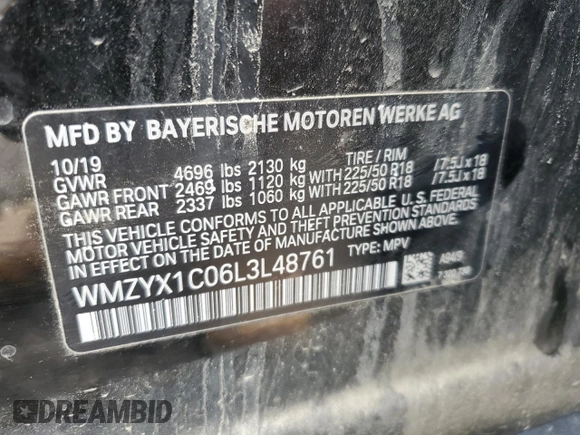 MFD BY BAYERISCHE MOTOREN WERKE AG
10/19 TIRE / RIM
GVWR 4696 lbs 2130 kg
GAWR FRONT 2469 lbs 1120 kg WITH 225/50 R18 /7.5J x 18
GAWR REAR 2337 lbs 1060 kg WITH 225/50 R18 /7.5J x 18
THIS VEHICLE CONFORMS TO ALL APPLICABLE U. S. FEDERAL
MOTOR VEHICLE SAFETY AND THEFT PREVENTION STANDARDS
IN EFFECT ON THE DATE OF MANUFACTURE SHOWN ABOVE.
WMZYX1C06L3L48761 TYPE: MPV
DREAMBID